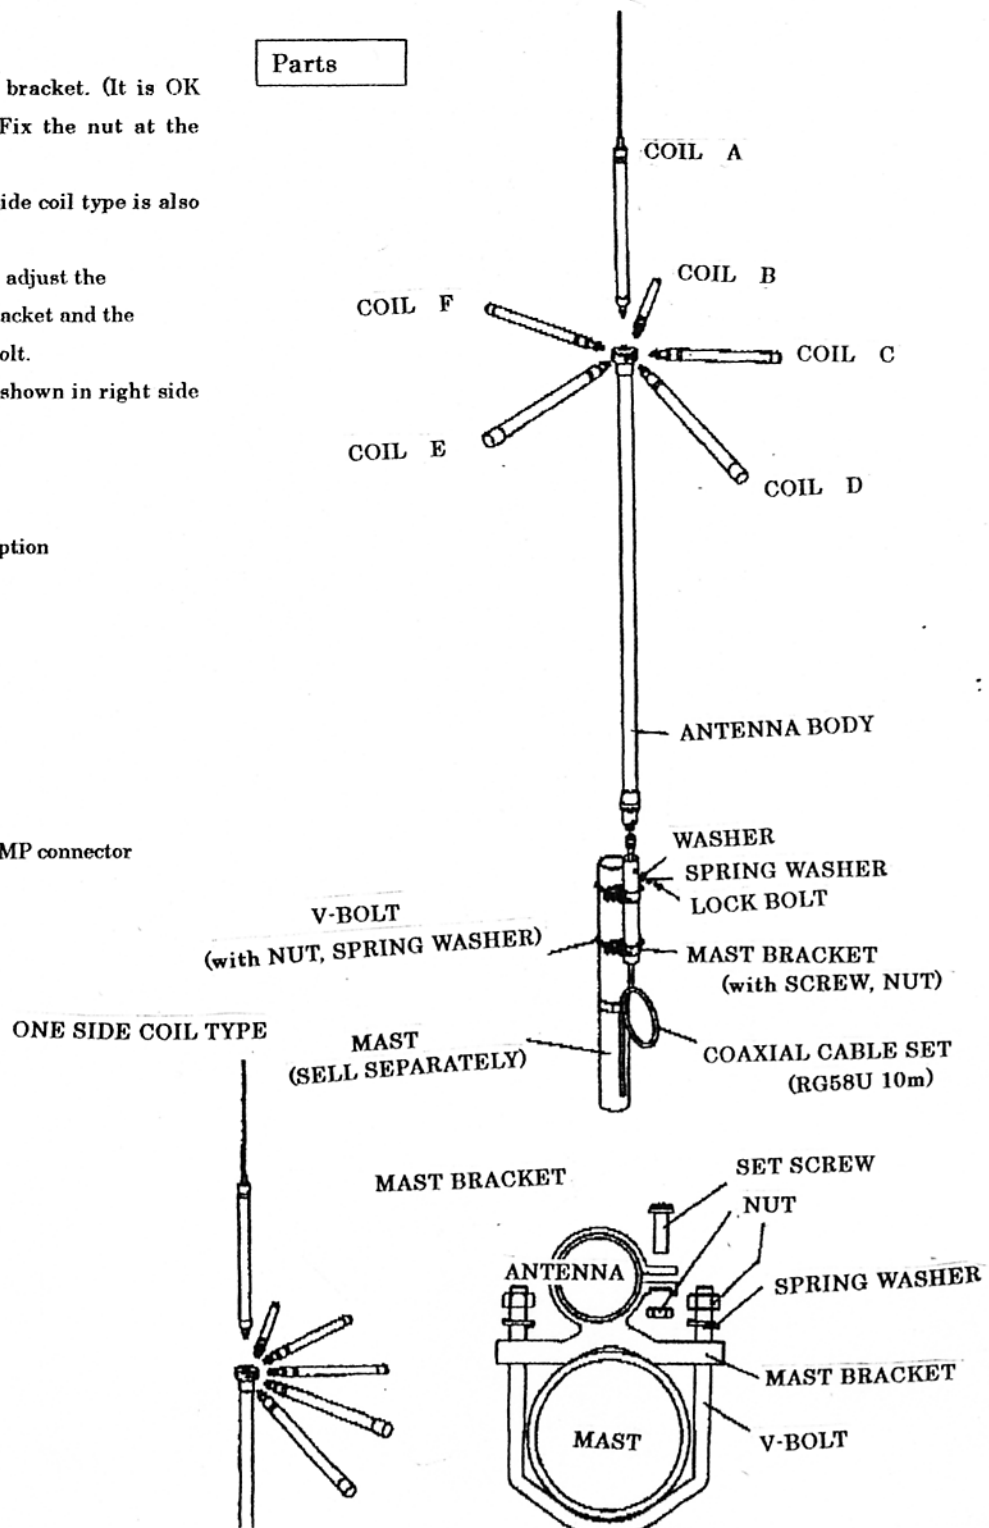 Parts
bracket. (It is OK
Fix the nut at the
ide coil type is also
adjust the
acket and the
olt.
shown in right side
ption
MP connector
COIL A
COIL B
COIL F
COIL C
COIL E
COIL D
ANTENNA BODY
WASHER
SPRING WASHER
LOCK BOLT
V-BOLT
(with NUT, SPRING WASHER)
MAST BRACKET
(with SCREW, NUT)
ONE SIDE COIL TYPE
MAST
(SELL SEPARATELY)
COAXIAL CABLE SET
(RG58U 10m)
MAST BRACKET
SET SCREW
NUT
ANTENNA
SPRING WASHER
MAST BRACKET
MAST
V-BOLT